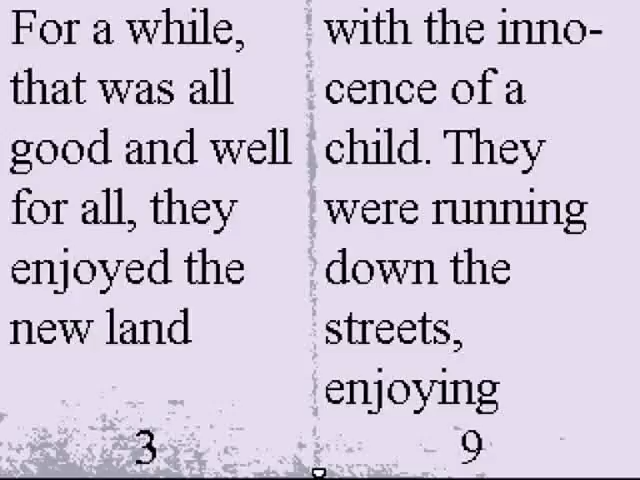 For a while,
that was all
good and well
for all, they
enjoyed the
new land
3
with the inno-
cence of a
child. They
were running
down the
streets,
enjoying
9